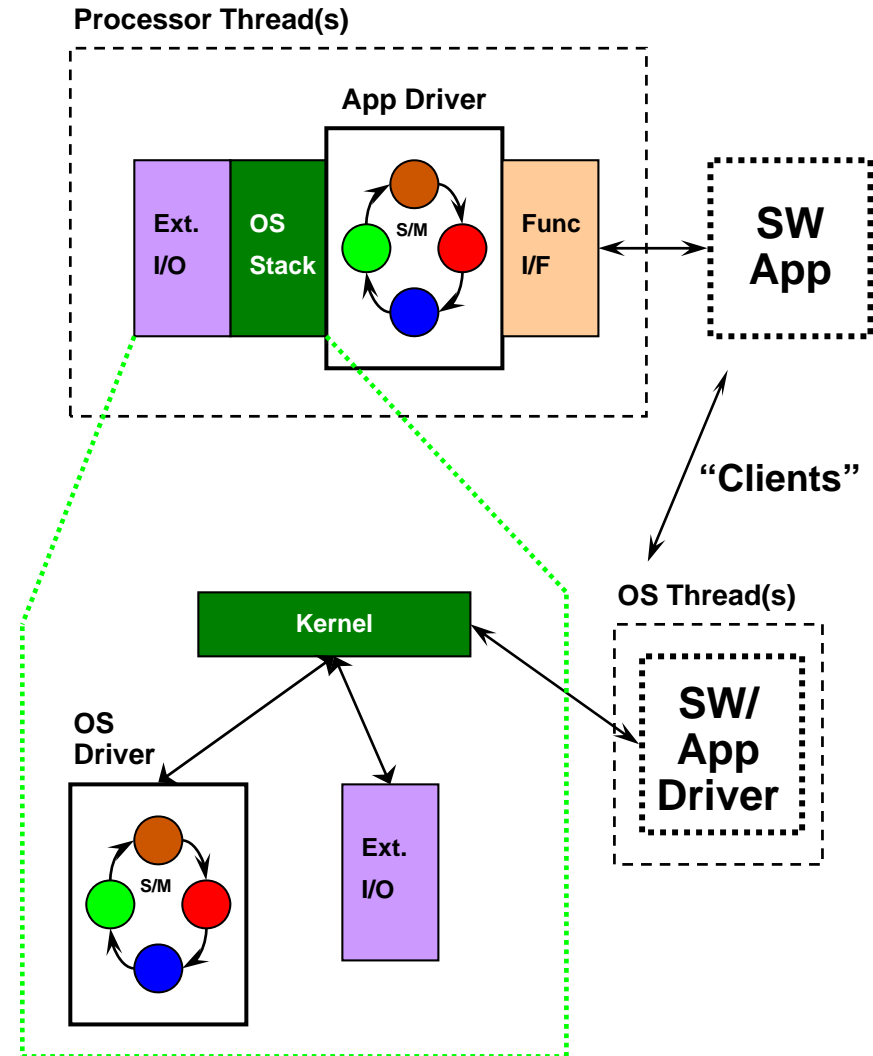 Processor Thread(s)
App Driver
Ext.
I/O
OS
Stack
S/M
Func
I/F
SW
App
“Clients”
OS Thread(s)
Kernel
SW/
App
Driver
OS
Driver
S/M
Ext.
I/O